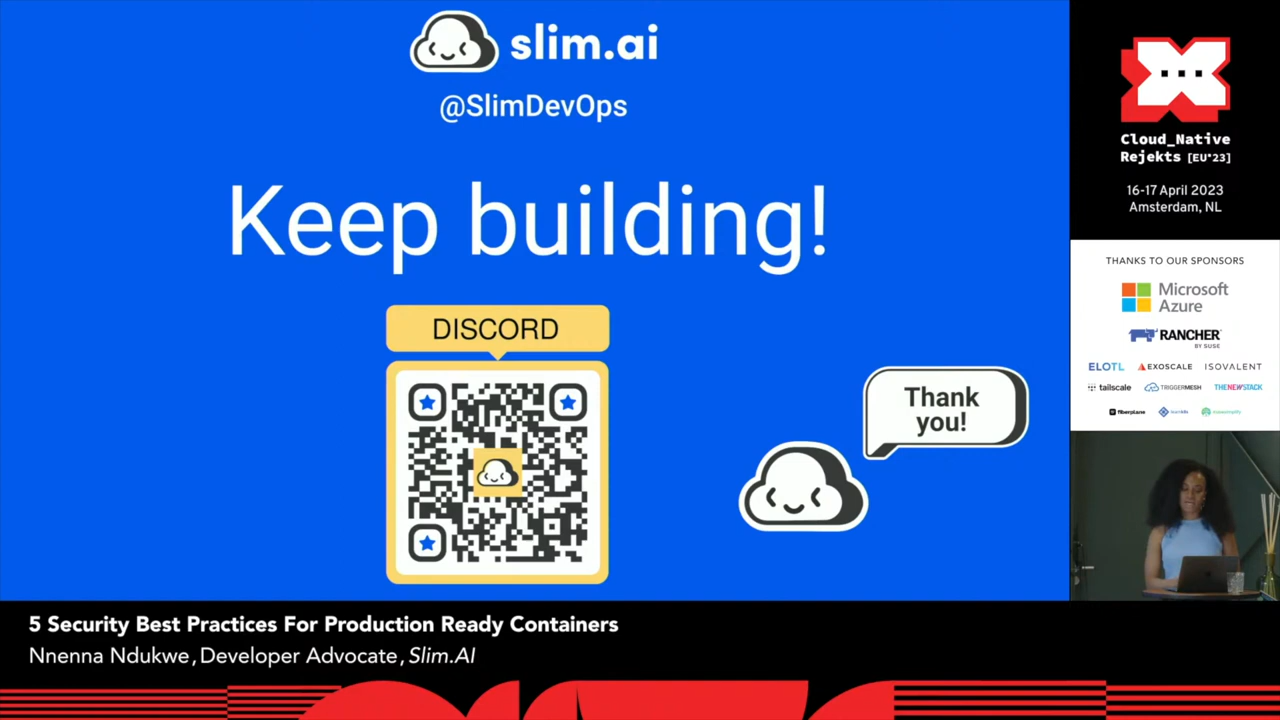 slim.ai
@SlimDevOps
Keep building!
DISCORD
Thank
you!
Cloud_Native
Rejekts [EU*23]
16-17 April 2023
Amsterdam, NL
THANKS TO OUR SPONSORS
Microsoft
Azure
RANCHER
BY SUSE
ELOTL
EXOSCALE
ISOVALENT
tailscale
TRIGGERMESH
THENEWSTACK
fiberplane
5 Security Best Practices For Production Ready Containers
Nnenna Ndukwe, Developer Advocate, Slim.AI